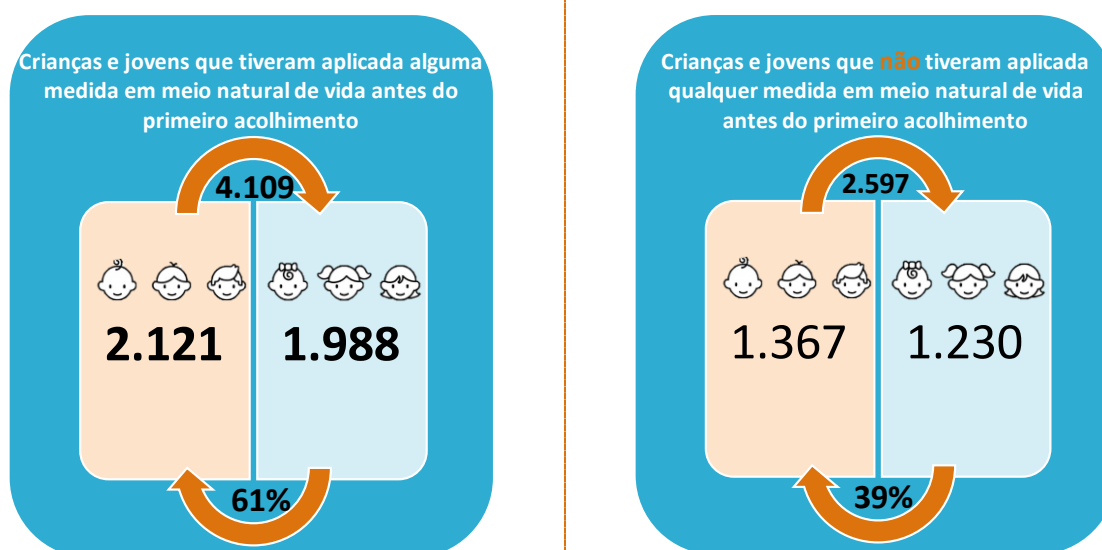 Crianças e jovens que tiveram aplicada alguma
medida em meio natural de vida antes do
primeiro acolhimento
4.109
2.121 1.988
61%
Crianças e jovens que não tiveram aplicada
qualquer medida em meio natural de vida
antes do primeiro acolhimento
2.597
1.367 1.230
39%